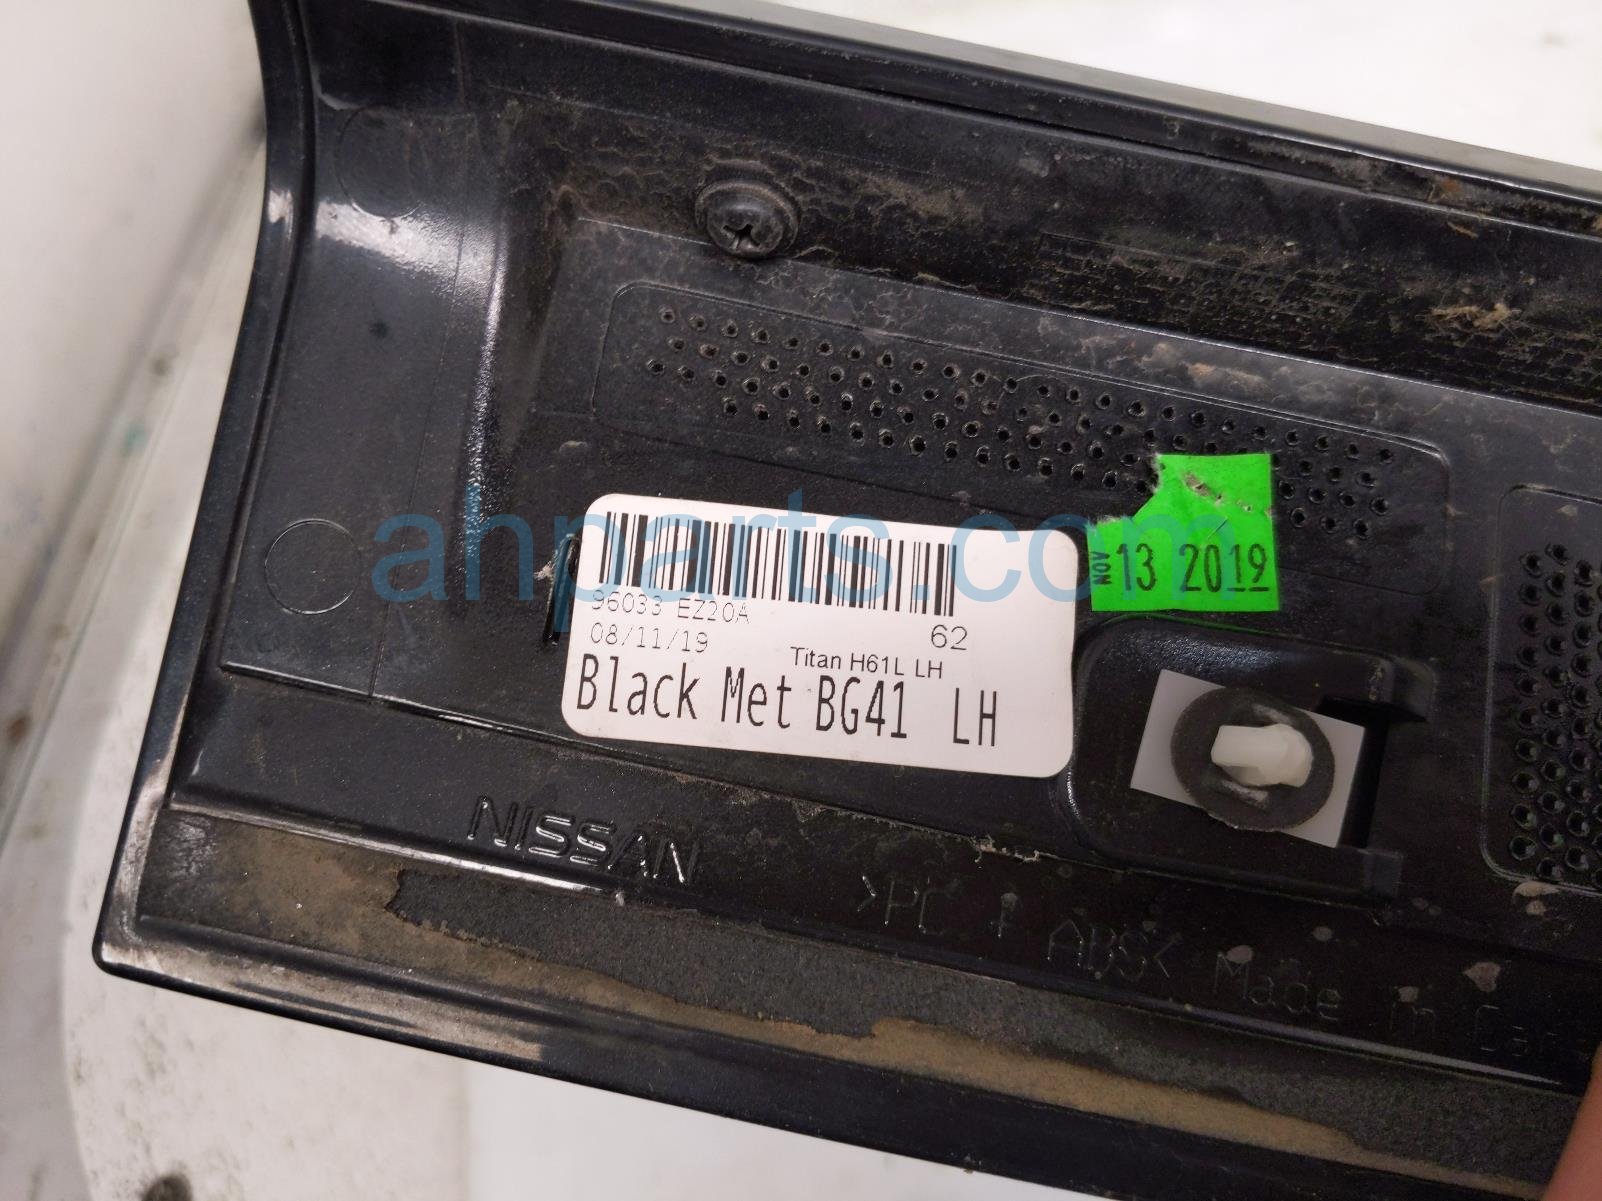 ahparts.com
96033 EZ20A
08/11/19
62
Titan H61L LH
Black Met BG41 LH
NOV 13 2019
NISSAN
>PC + ABS< Made in Can